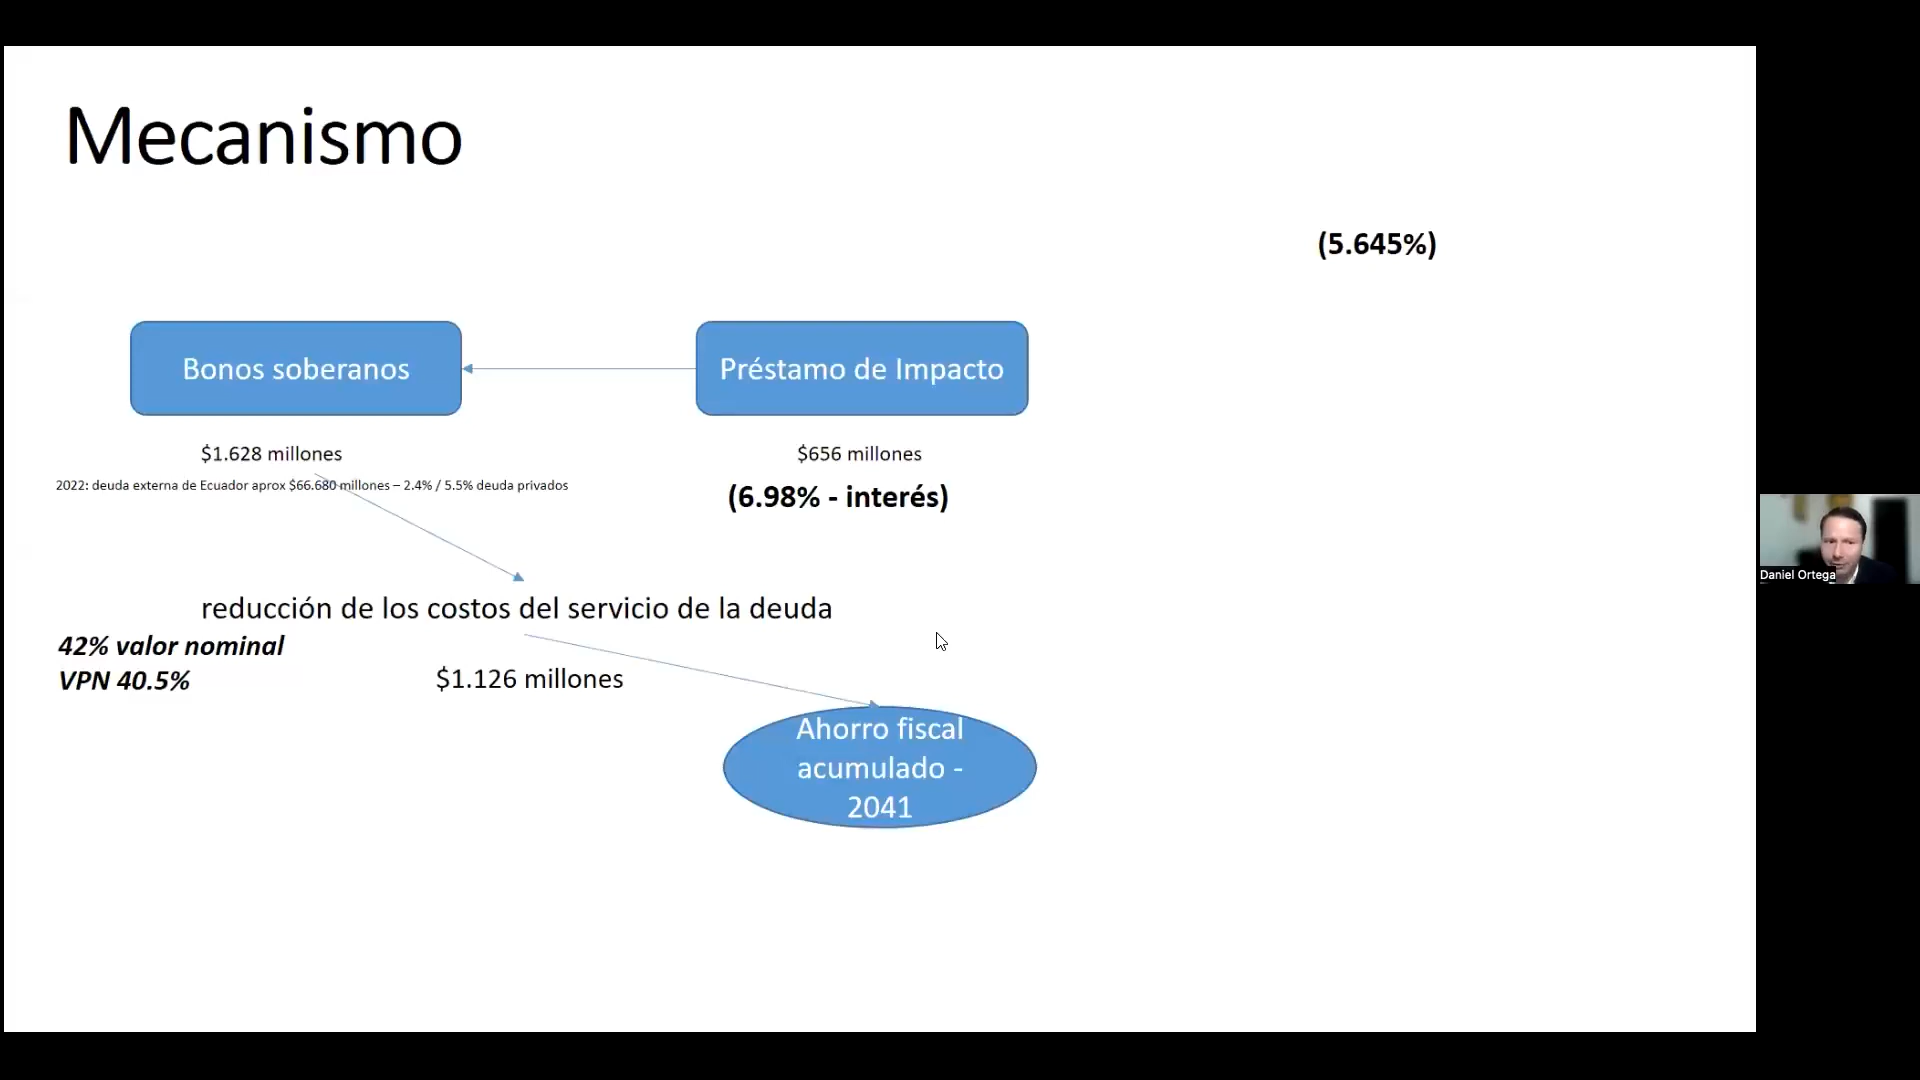 Mecanismo
(5.645%)
Bonos soberanos
Préstamo de Impacto
$1.628 millones
$656 millones
2022: deuda externa de Ecuador aprox $66.680 millones – 2.4% / 5.5% deuda privados
(6.98% - interés)
reducción de los costos del servicio de la deuda
42% valor nominal
VPN 40.5%
$1.126 millones
Ahorro fiscal
acumulado -
2041
Daniel Ortega